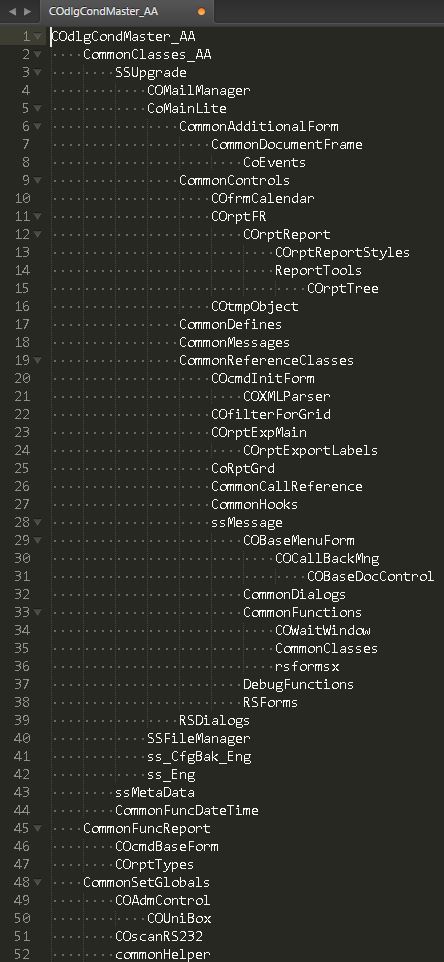 COdlgCondMaster_AA
1 COdlgCondMaster_AA
2 CommonClasses_AA
3 SSUpgrade
4 COMailManager
5 CoMainLite
6 CommonAdditionalForm
7 CommonDocumentFrame
8 CoEvents
9 CommonControls
10 COfrmCalendar
11 COrptFR
12 COrptReport
13 COrptReportStyles
14 ReportTools
15 COrptTree
16 COtmpObject
17 CommonDefines
18 CommonMessages
19 CommonReferenceClasses
20 COcmdInitForm
21 COXMLParser
22 COfilterForGrid
23 COrptExpMain
24 COrptExportLabels
25 CoRptGrd
26 CommonCallReference
27 CommonHooks
28 ssMessage
29 COBaseMenuForm
30 COCallBackMng
31 COBaseDocControl
32 CommonDialogs
33 CommonFunctions
34 COWaitWindow
35 CommonClasses
36 rsformsx
37 DebugFunctions
38 RSForms
39 RSDialogs
40 SSFileManager
41 ss_CfgBak_Eng
42 ss_Eng
43 ssMetaData
44 CommonFuncDateTime
45 CommonFuncReport
46 COcmdBaseForm
47 COrptTypes
48 CommonSetGlobals
49 COAdmControl
50 COUniBox
51 COscanRS232
52 commonHelper